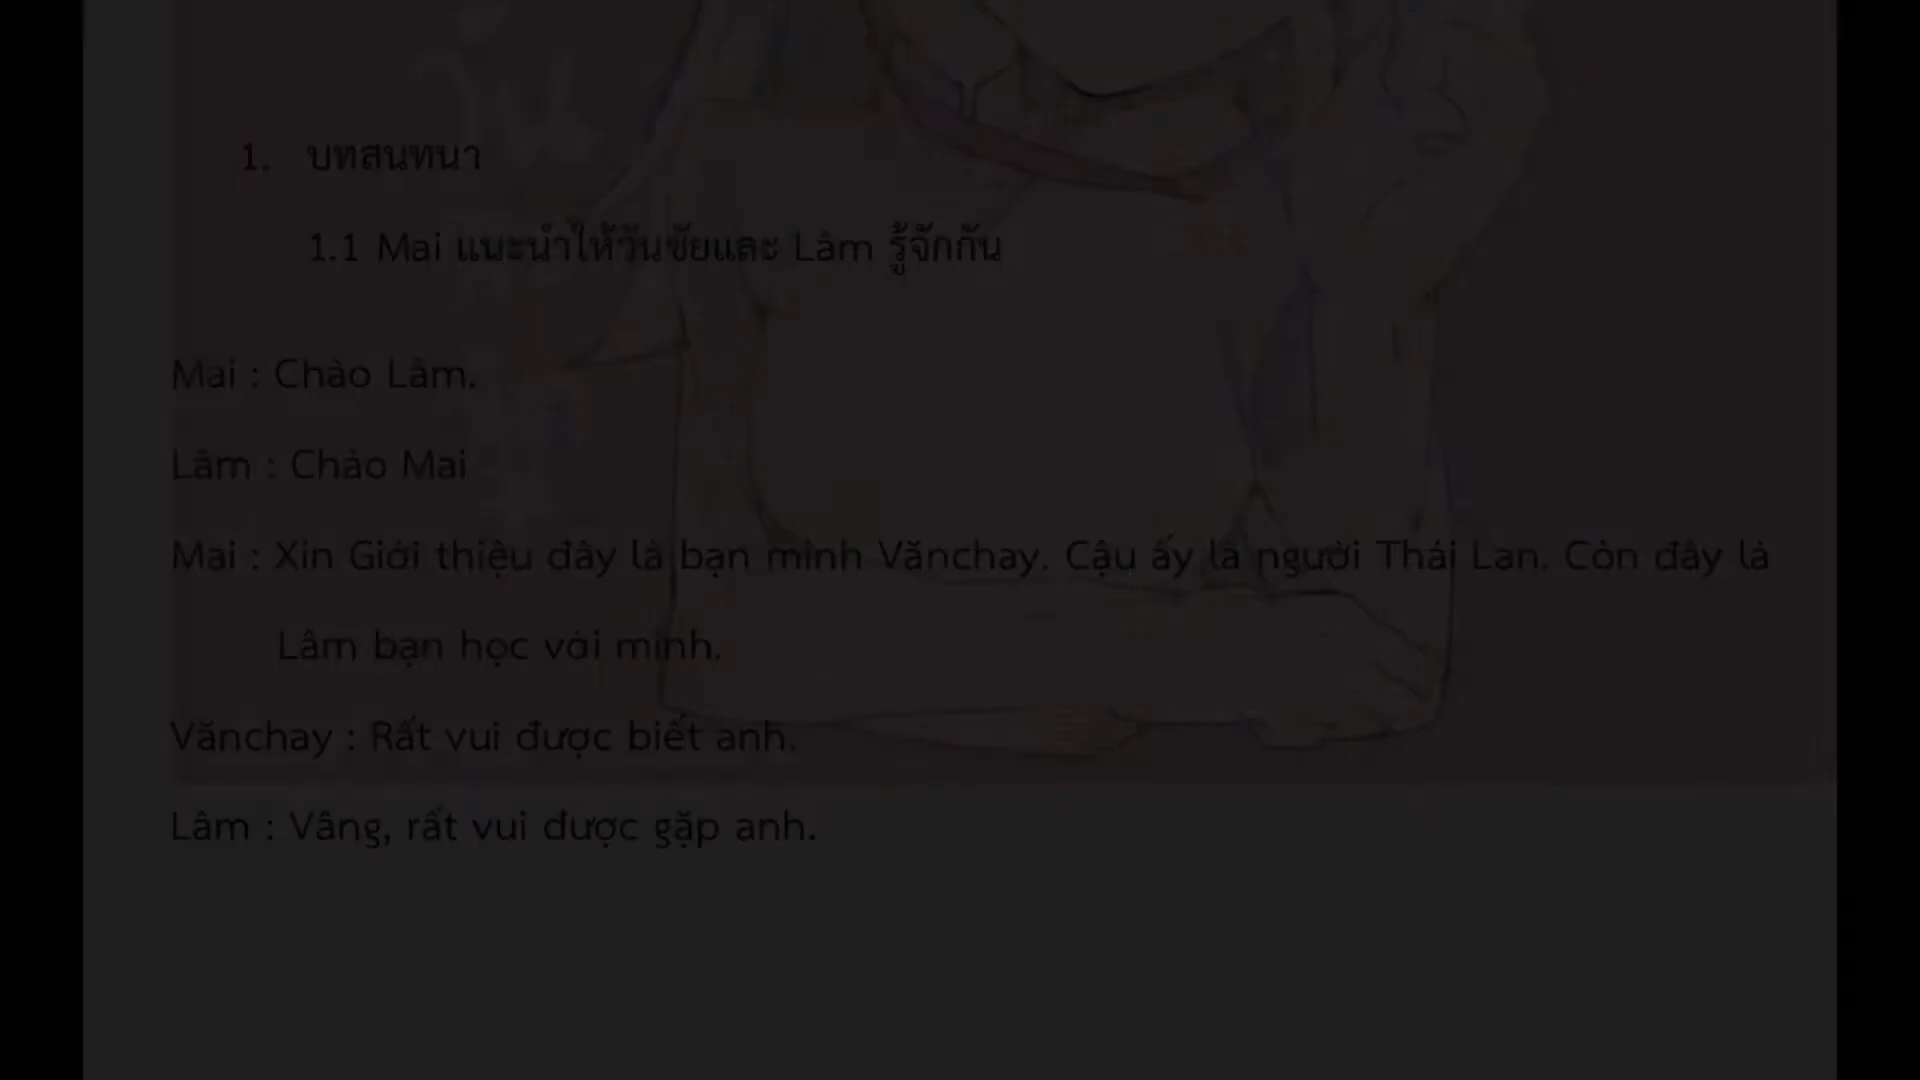 1. บทสนทนา
1.1 Mai แนะนำให้วันชัยและ Lâm รู้จักกัน
Mai : Chào Lâm.
Lâm : Chào Mai
Mai : Xin Giới thiệu đây là bạn mình Vănchay. Cậu ấy là người Thái Lan. Còn đây là
Lâm bạn học với mình.
Vănchay : Rất vui được biết anh.
Lâm : Vâng, rất vui được gặp anh.